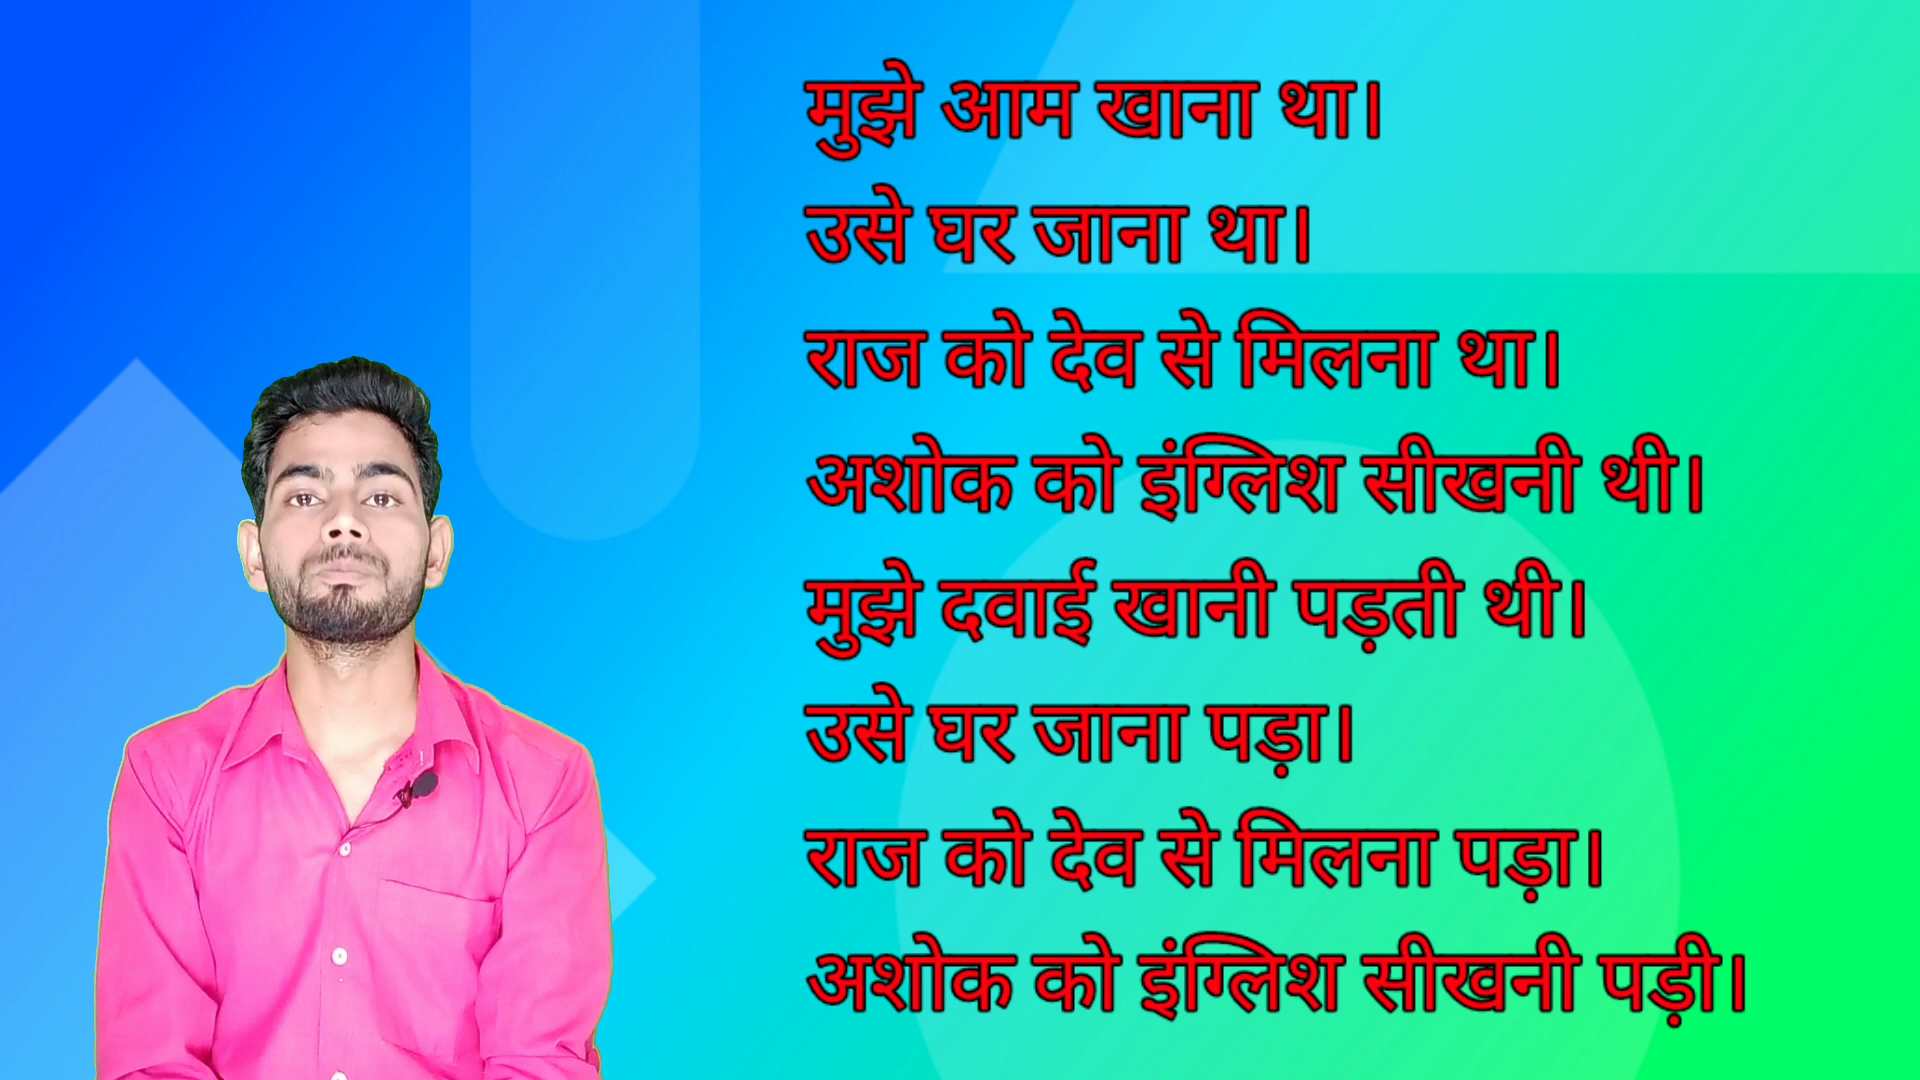 मुझे आम खाना था।
उसे घर जाना था।
राज को देव से मिलना था।
अशोक को इंग्लिश सीखनी थी।
मुझे दवाई खानी पड़ती थी।
उसे घर जाना पड़ा।
राज को देव से मिलना पड़ा।
अशोक को इंग्लिश सीखनी पड़ी।